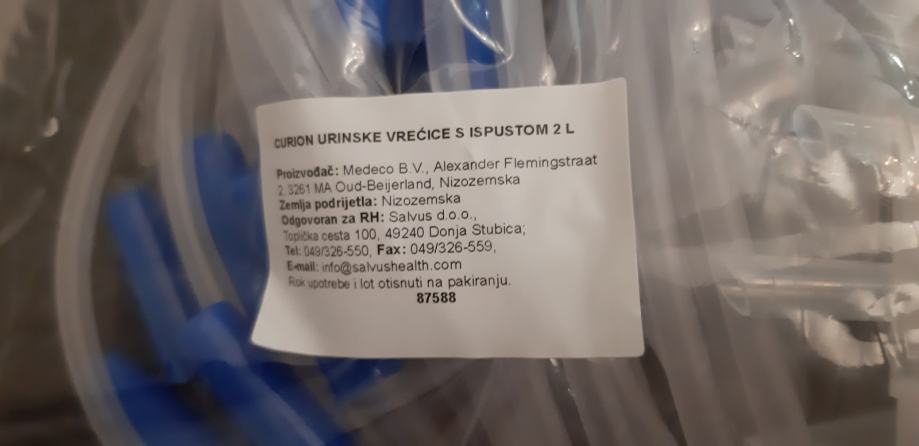 CURION URINSKE VREĆICE S ISPUSTOM 2 L
Proizvođač: Medeco B.V., Alexander Flemingstraat
2, 3261 MA Oud-Beijerland, Nizozemska
Zemlja podrijetla: Nizozemska
Odgovoran za RH: Salvus d.o.o.,
Toplička cesta 100, 49240 Donja Stubica;
Tel: 049/326-550, Fax: 049/326-559,
E-mail: info@salvushealth.com
Rok upotrebe i lot otisnuti na pakiranju.
87588